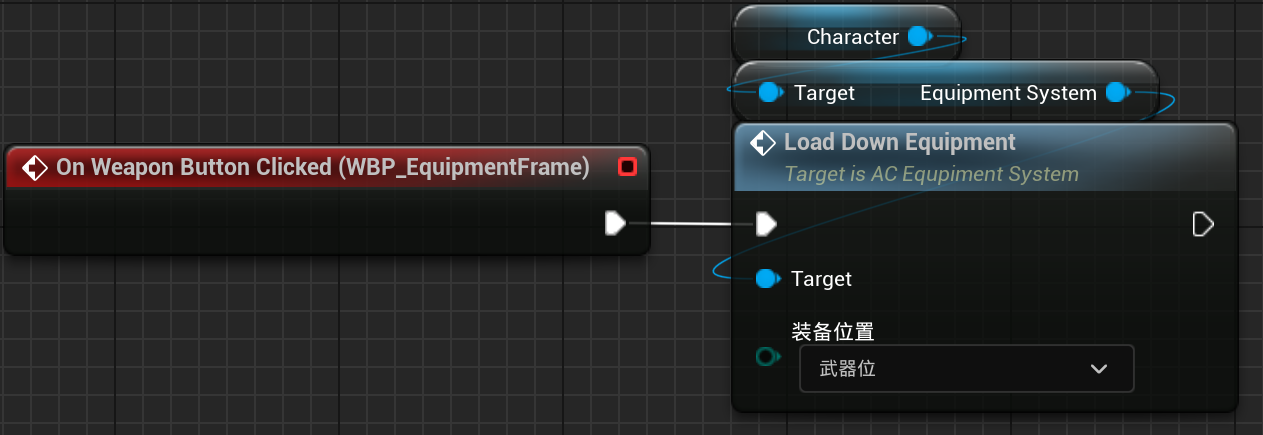 Character
Target Equipment System
On Weapon Button Clicked (WBP_EquipmentFrame)
Load Down Equipment
Target is AC Equpiment System
Target
装备位置
武器位